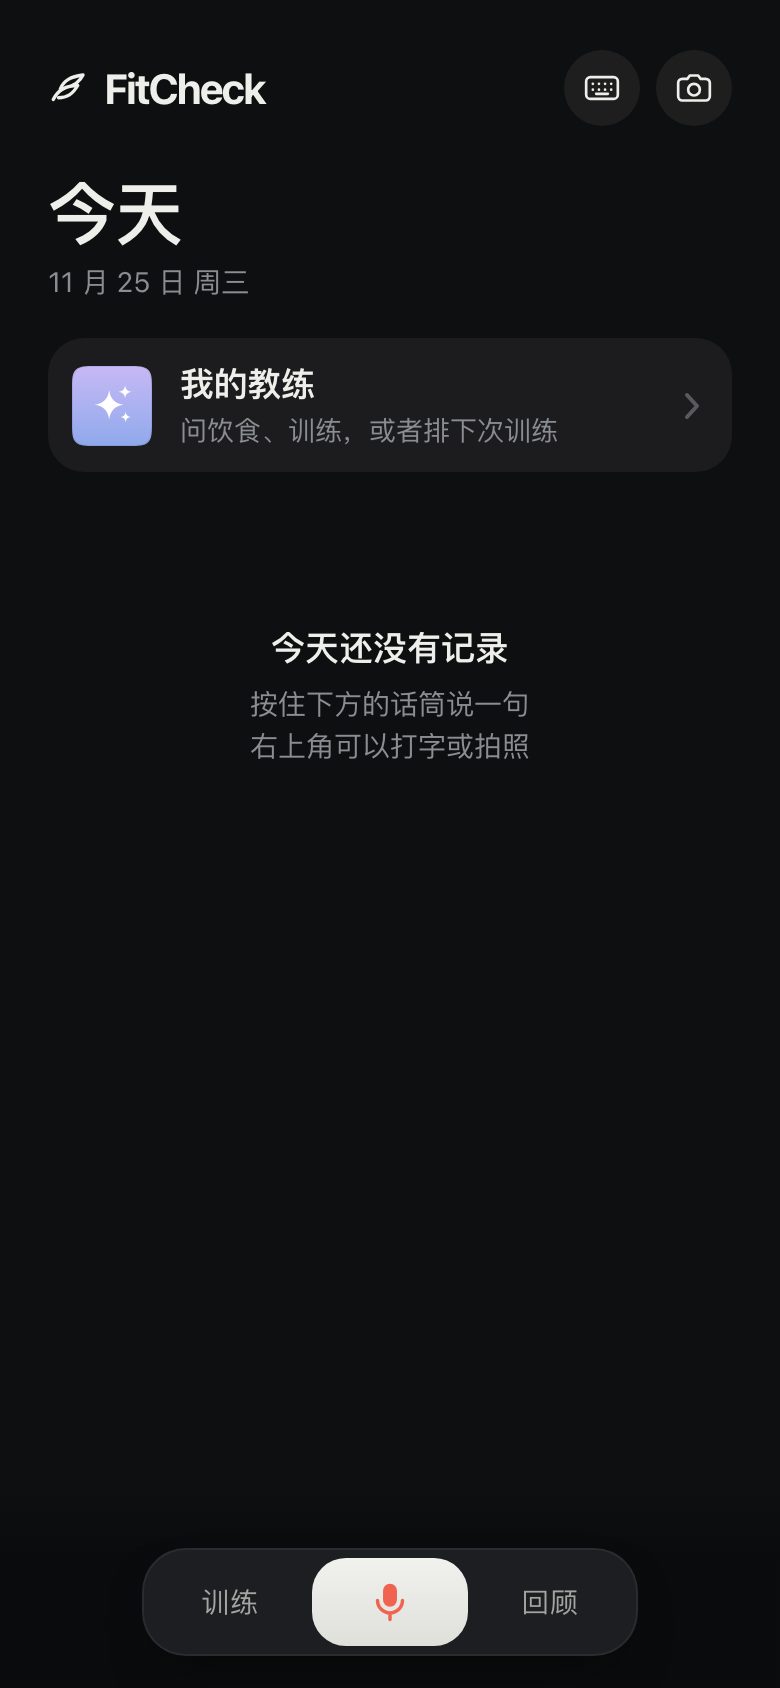 FitCheck
今天
11 月 25 日 周三
我的教练
问饮食、训练，或者排下次训练
今天还没有记录
按住下方的话筒说一句
右上角可以打字或拍照
训练
回顾